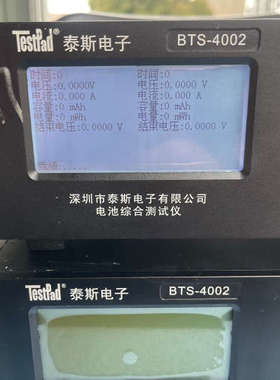 TestPad 泰斯电子 BTS-4002
时间:0 时间:0
电压:0.0000V 电压:0.0000 V
电流:0.000 A 电流:0.000 A
容量:0 mAh 容量:0 mAh
电量:0 mWh 电量:0 mWh
结束电压:0.0000 V 结束电压:0.0000 V
深圳市泰斯电子有限公司
电池综合测试仪
TestPad 泰斯电子 BTS-4002